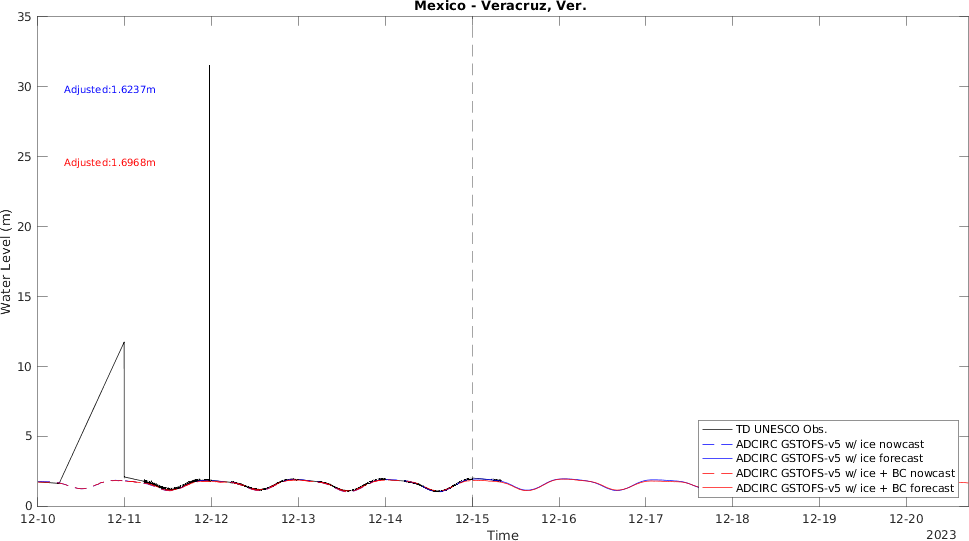 Mexico - Veracruz, Ver.
35
30
25
20
15
10
5
0
Water Level (m)
Adjusted:1.6237m
Adjusted:1.6968m
TD UNESCO Obs.
ADCIRC GSTOFS-v5 w/ ice nowcast
ADCIRC GSTOFS-v5 w/ ice forecast
ADCIRC GSTOFS-v5 w/ ice + BC nowcast
ADCIRC GSTOFS-v5 w/ ice + BC forecast
12-10 12-11 12-12 12-13 12-14 12-15 12-16 12-17 12-18 12-19 12-20
Time
2023